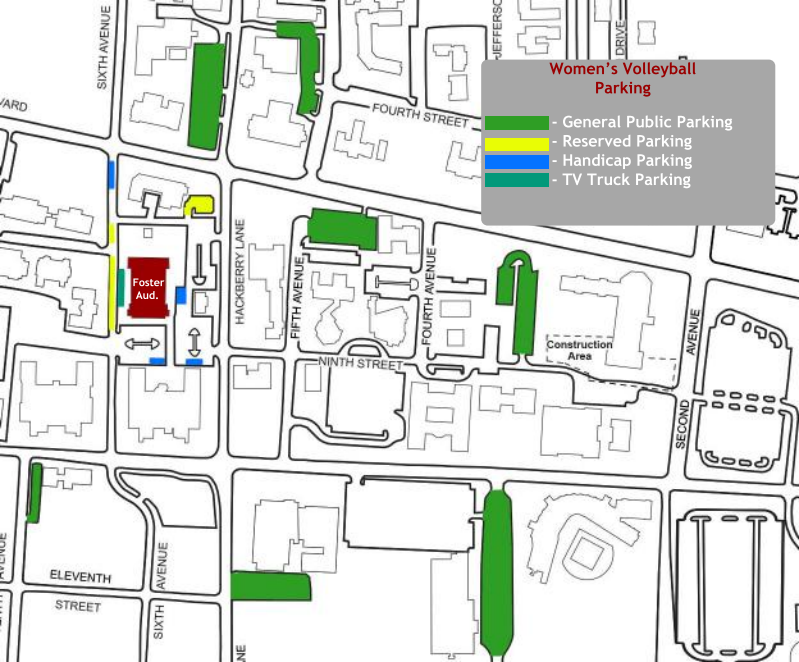 SIXTH AVENUE
JEFFERSO
DRIVE
VARD
Women's Volleyball
Parking
- General Public Parking
- Reserved Parking
- Handicap Parking
- TV Truck Parking
FOURTH STREET
HACKBERRY LANE
FIFTH AVENUE
FOURTH AVENUE
Foster
Aud.
Construction
Area
AVENUE
SECOND
NINTH STREET
AVENUE
ELEVENTH
STREET
SIXTH AVENUE
NE